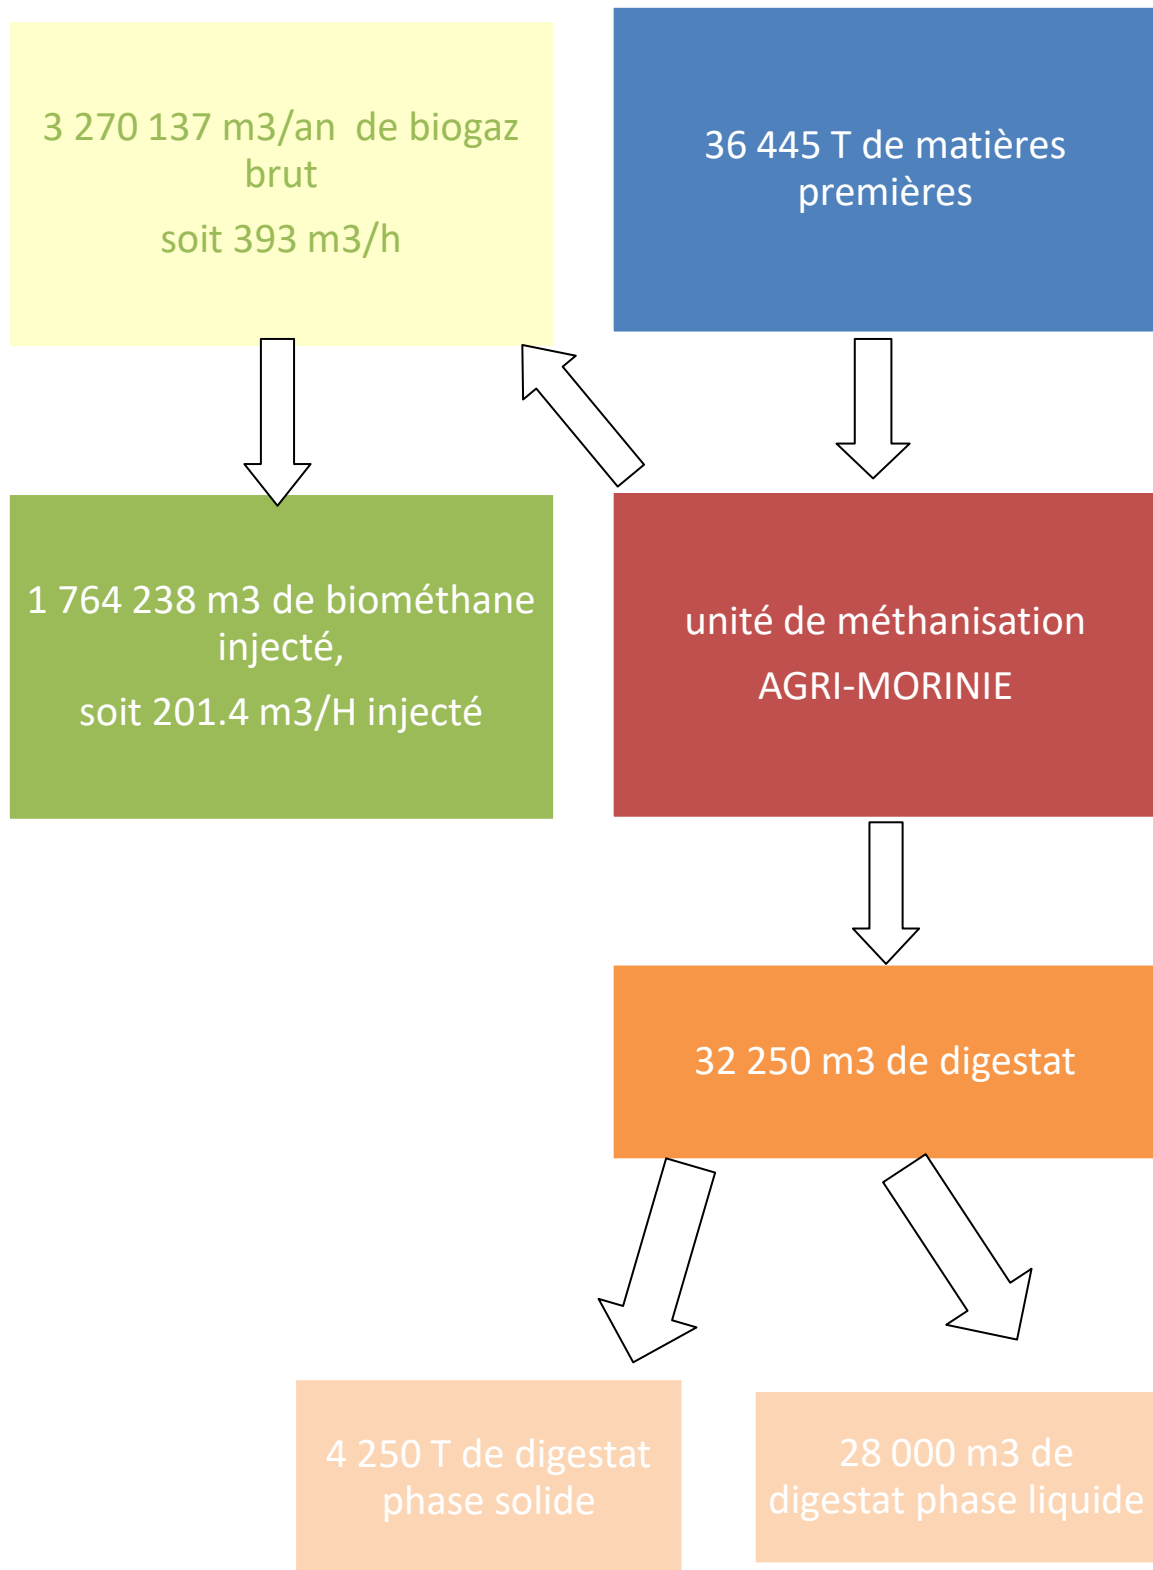 3 270 137 m3/an  de biogaz
brut
soit 393 m3/h
36 445 T de matières
premières
1 764 238 m3 de biométhane
injecté,
soit 201.4 m3/H injecté
unité de méthanisation
AGRI-MORINIE
32 250 m3 de digestat
4 250 T de digestat
phase solide
28 000 m3 de
digestat phase liquide